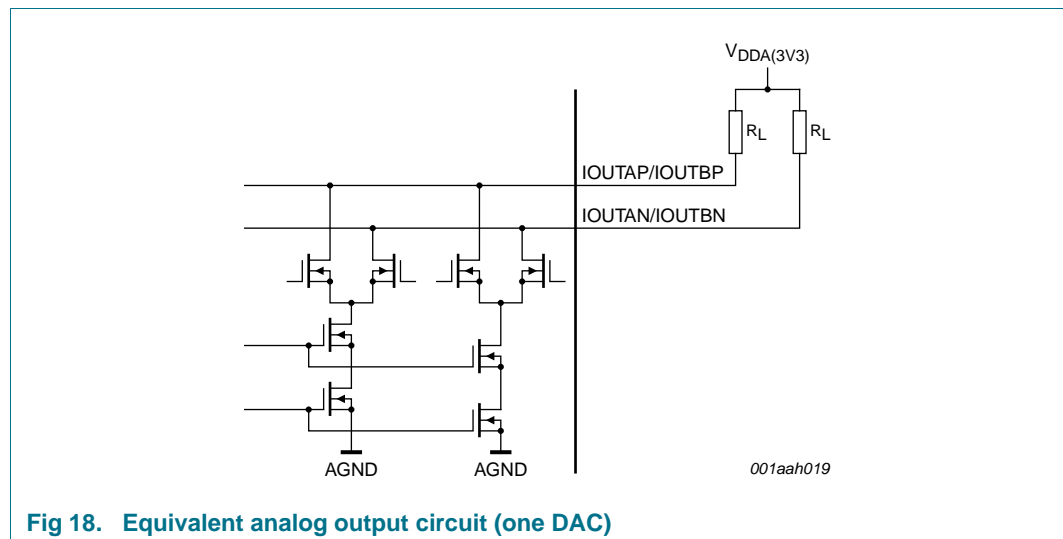 VDDA(3V3)
RL
RL
IOUTAP/IOUTBP
IOUTAN/IOUTBN
AGND
AGND
001aah019
Fig 18. Equivalent analog output circuit (one DAC)